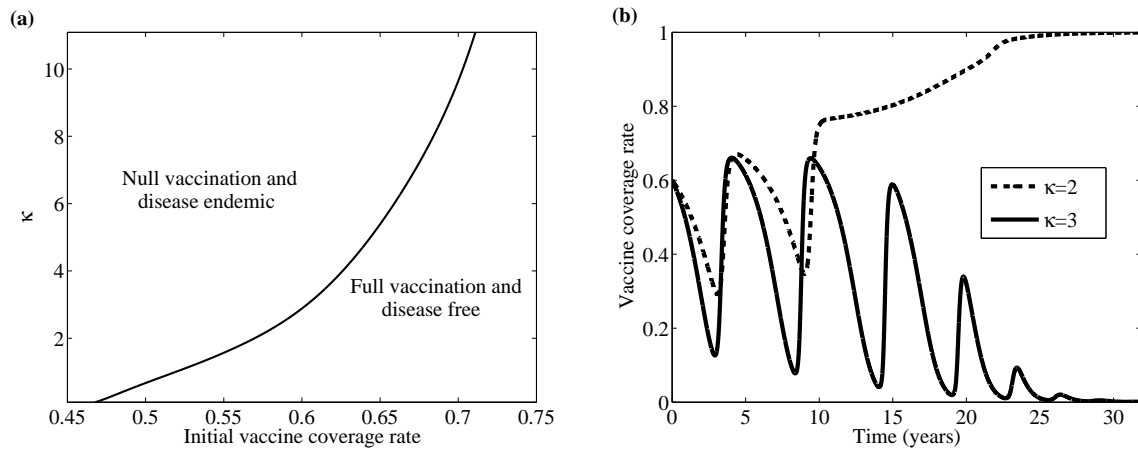 (a)
10
8
6
4
2
κ
Null vaccination and
disease endemic
Full vaccination and
disease free
0.45 0.5 0.55 0.6 0.65 0.7 0.75
Initial vaccine coverage rate
(b)
1
0.8
0.6
0.4
0.2
0
Vaccine coverage rate
κ=2
κ=3
0 5 10 15 20 25 30
Time (years)